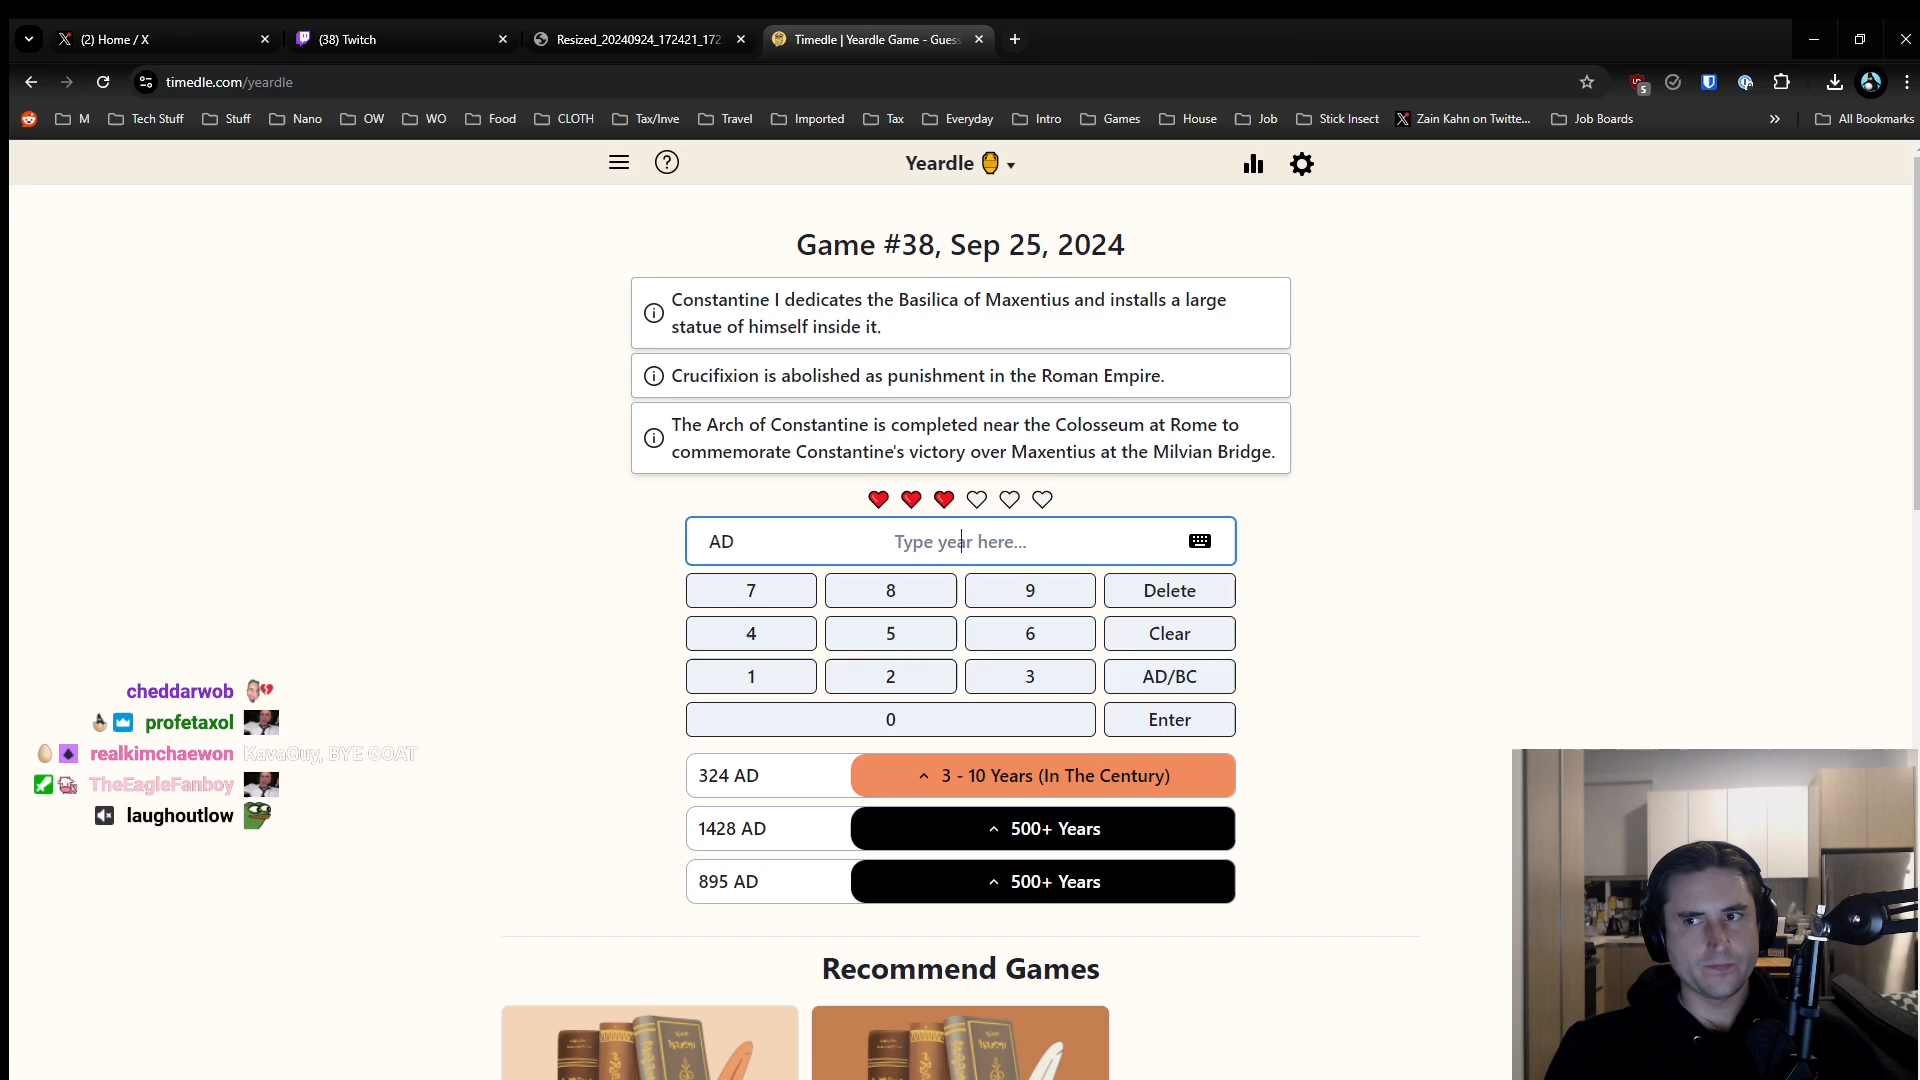 (2) Home / X
(38) Twitch
Resized_20240924_172421_172
Timedle | Yeardle Game - Guess
timedle.com/yeardle
5
M
Tech Stuff
Stuff
Nano
OW
WO
Food
CLOTH
Tax/Inve
Travel
Imported
Tax
Everyday
Intro
Games
House
Job
Stick Insect
Zain Kahn on Twitte...
Job Boards
All Bookmarks
Yeardle
Game #38, Sep 25, 2024
Constantine I dedicates the Basilica of Maxentius and installs a large
statue of himself inside it.
Crucifixion is abolished as punishment in the Roman Empire.
The Arch of Constantine is completed near the Colosseum at Rome to
commemorate Constantine's victory over Maxentius at the Milvian Bridge.
AD Type year here...
7 8 9 Delete
4 5 6 Clear
1 2 3 AD/BC
0 Enter
324 AD 3 - 10 Years (In The Century)
1428 AD 500+ Years
895 AD 500+ Years
Recommend Games
cheddarwob
profetaxol
realkimchaewon KavaGuy, BYE GOAT
TheEagleFanboy
laughoutlow